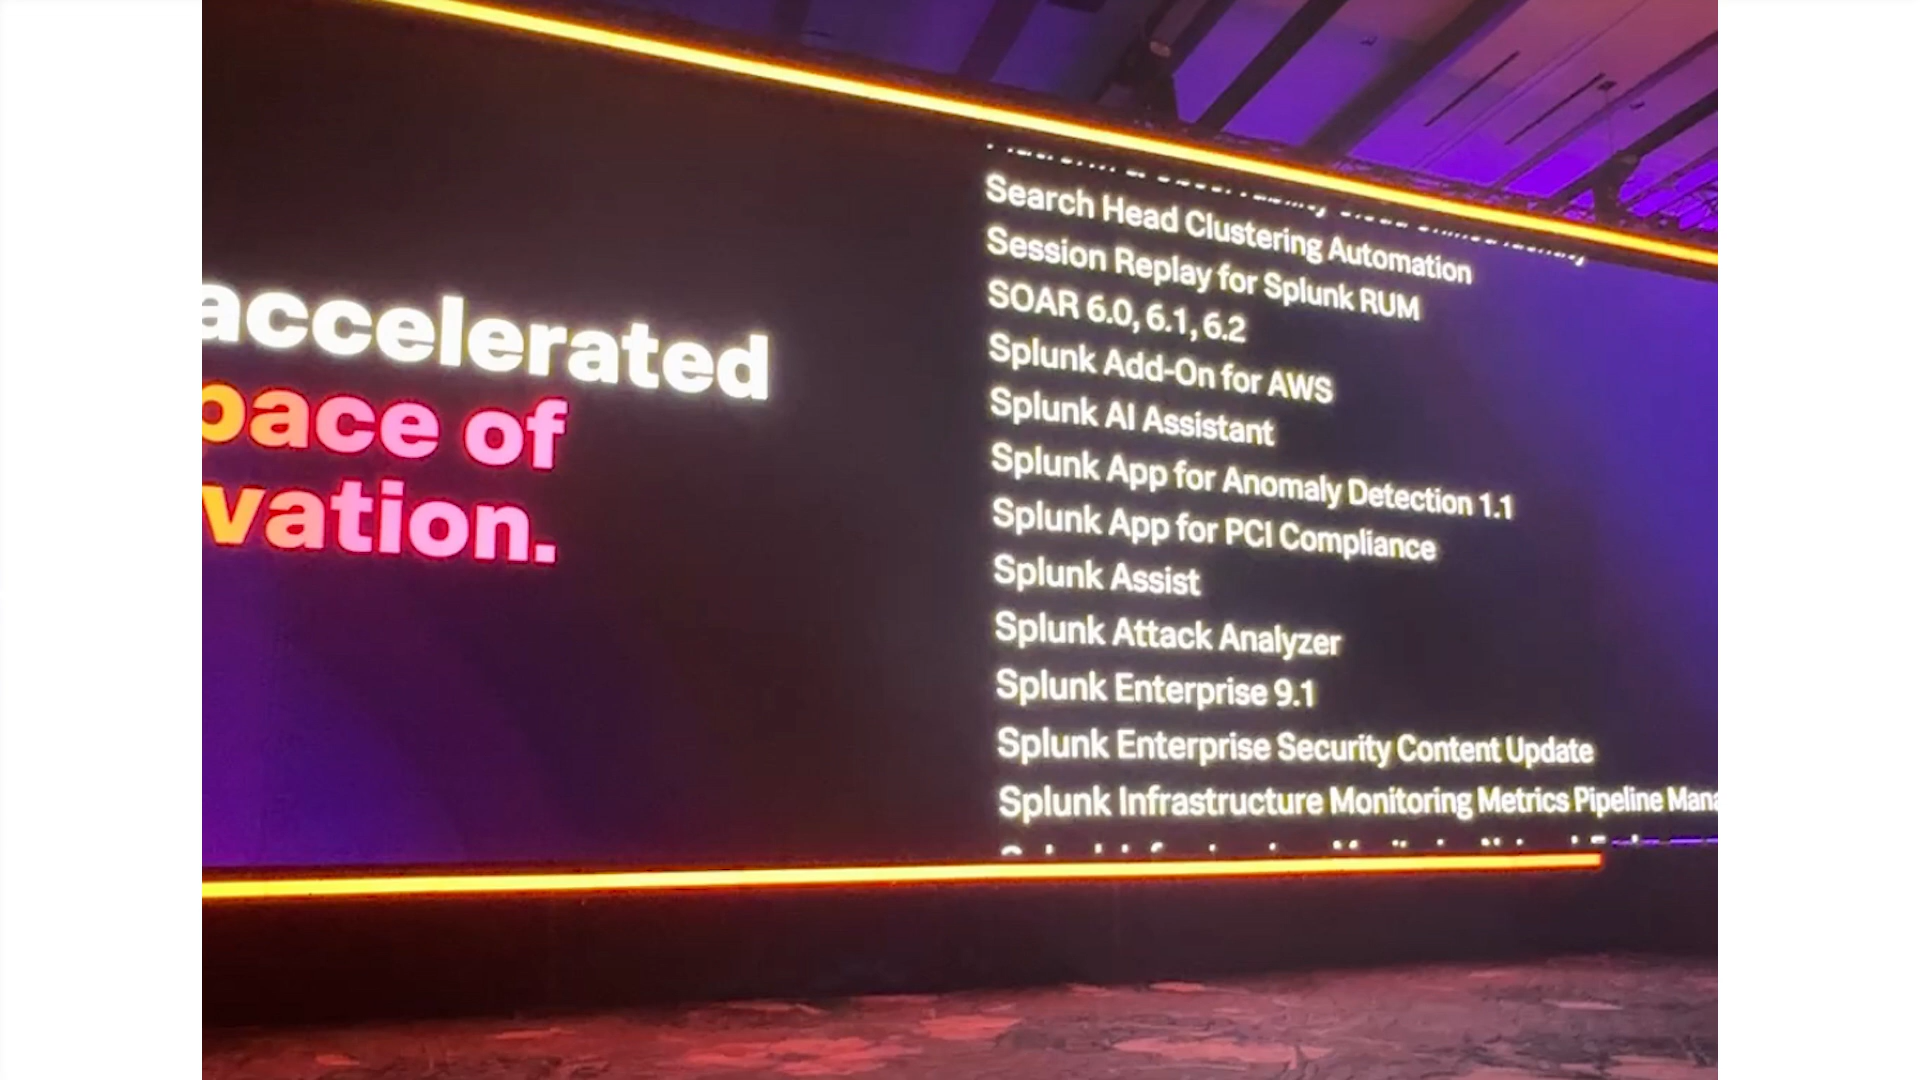 accelerated
pace of
vation.
Search Head Clustering Automation
Session Replay for Splunk RUM
SOAR 6.0, 6.1, 6.2
Splunk Add-On for AWS
Splunk AI Assistant
Splunk App for Anomaly Detection 1.1
Splunk App for PCI Compliance
Splunk Assist
Splunk Attack Analyzer
Splunk Enterprise 9.1
Splunk Enterprise Security Content Update
Splunk Infrastructure Monitoring Metrics Pipeline Mana